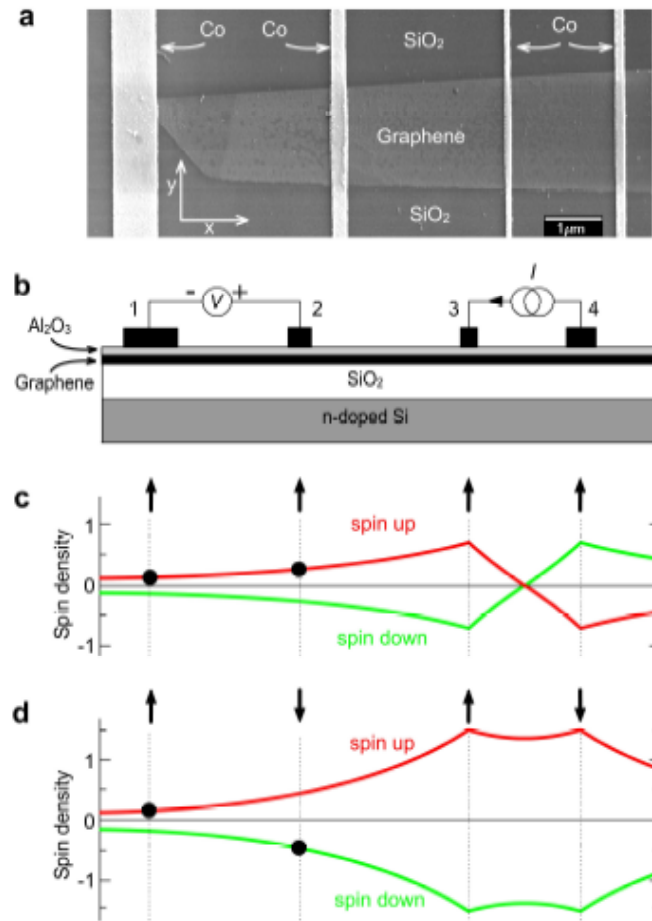 a
Co Co SiO₂ Co
Graphene
y
x
SiO₂
1μm
b
1 - V + 2 3 I 4
Al₂O₃
Graphene
SiO₂
n-doped Si
c
spin up
1
0
-1
Spin density
spin down
d
spin up
1
0
-1
Spin density
spin down